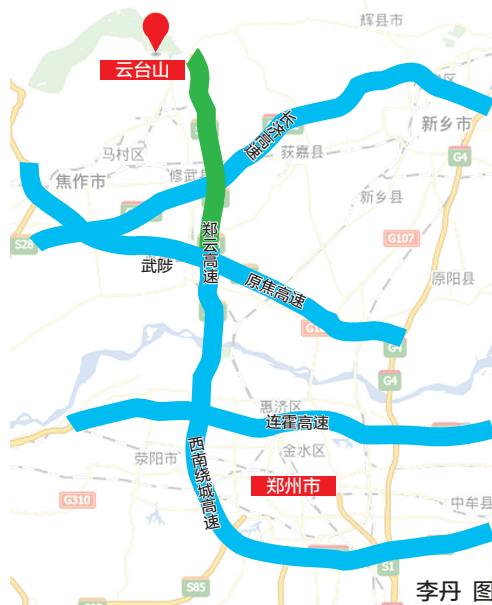 辉县市
云台山
长济高速
新乡市
G4
马村区
获嘉县
修武县
焦作市
新乡县
郑云高速
G107
S28
武陟
原焦高速
原阳县
G4
G4
惠济区
连霍高速
荥阳市
金水区
西南绕城高速
郑州市
G310
中牟县
S1
S85
李丹 图